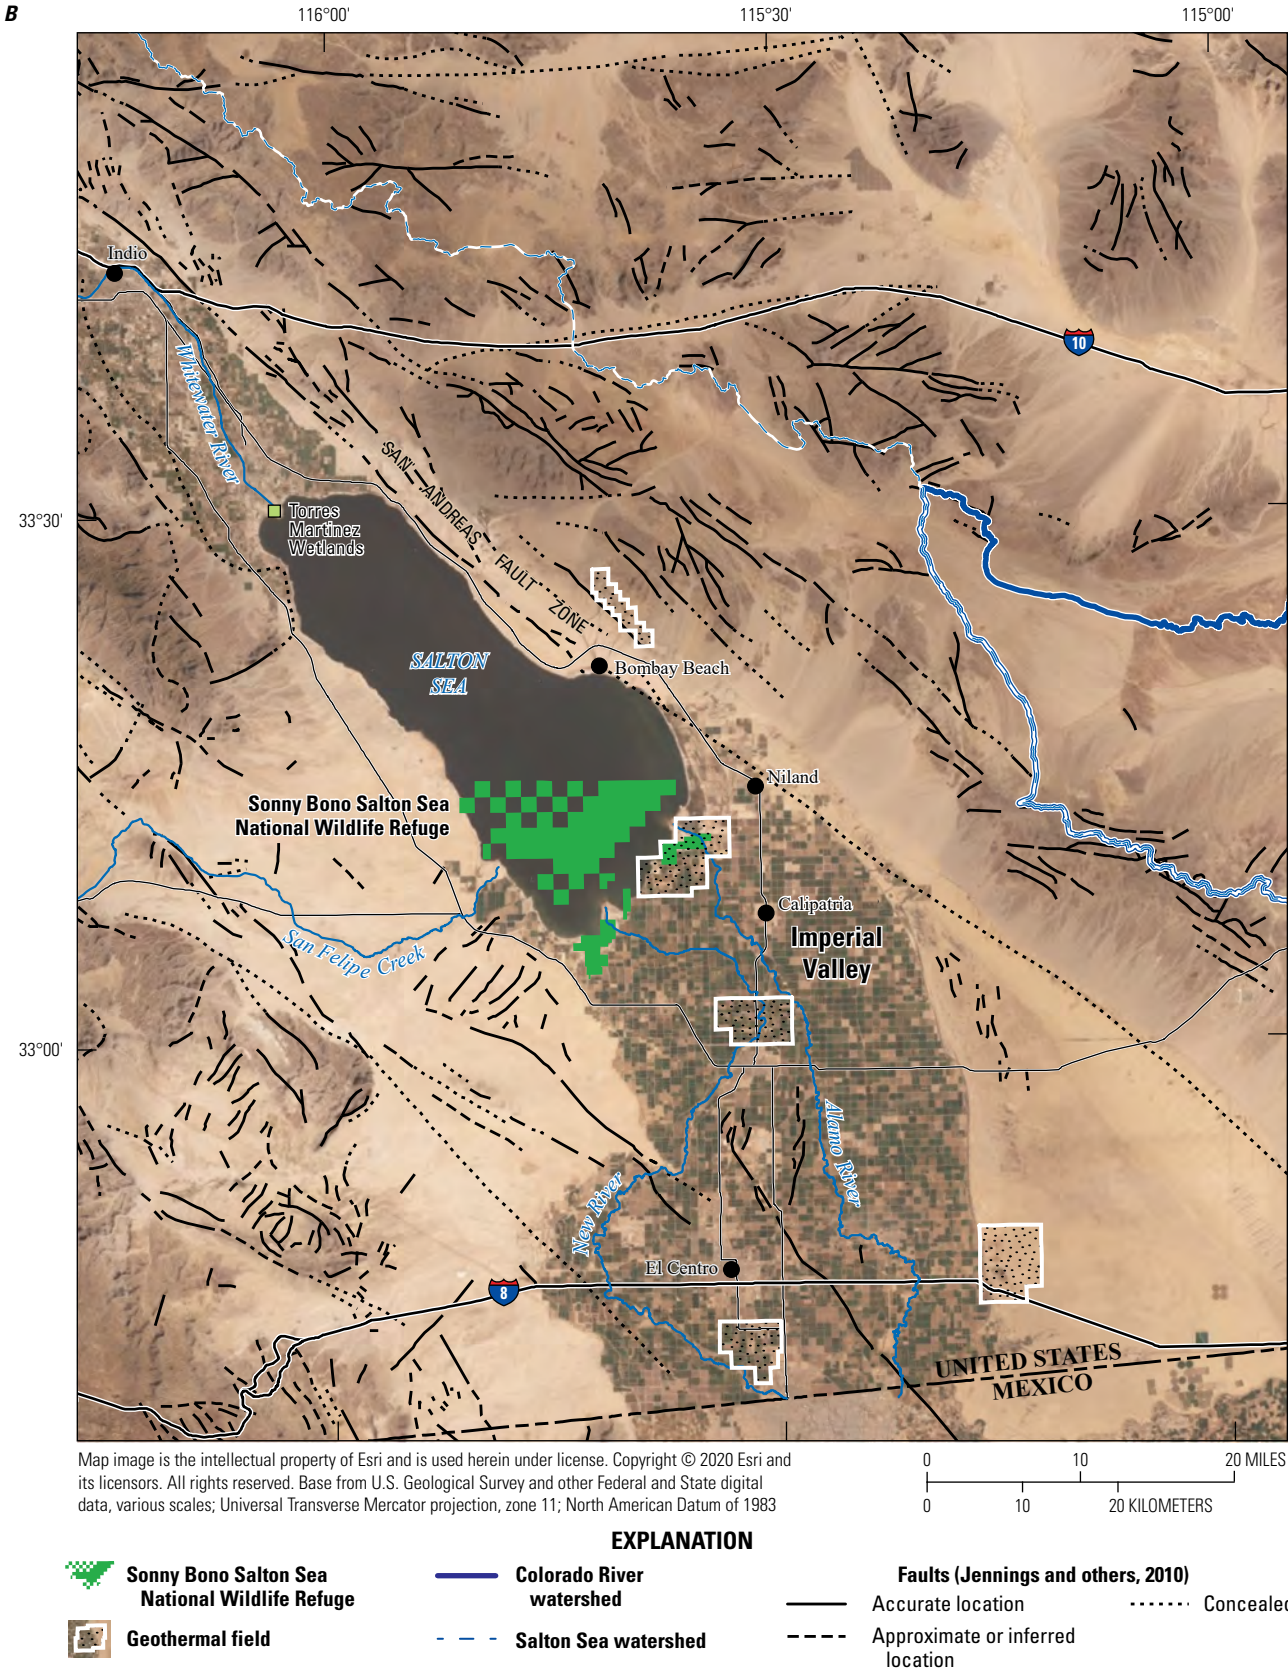 B
116°00'
115°30'
115°00'
Indio
10
Whitewater River
SAN ANDREAS FAULT ZONE
33°30'
Torres
Martinez
Wetlands
SALTON
SEA
Bombay Beach
Niland
Sonny Bono Salton Sea
National Wildlife Refuge
Calipatria
Imperial
Valley
San Felipe Creek
33°00'
Alamo River
New River
El Centro
8
UNITED STATES
MEXICO
Map image is the intellectual property of Esri and is used herein under license. Copyright © 2020 Esri and
its licensors. All rights reserved. Base from U.S. Geological Survey and other Federal and State digital
data, various scales; Universal Transverse Mercator projection, zone 11; North American Datum of 1983
0 10 20 MILES
0 10 20 KILOMETERS
EXPLANATION
Sonny Bono Salton Sea
National Wildlife Refuge
Geothermal field
Colorado River
watershed
Salton Sea watershed
Faults (Jennings and others, 2010)
Accurate location
Concealed
Approximate or inferred
location